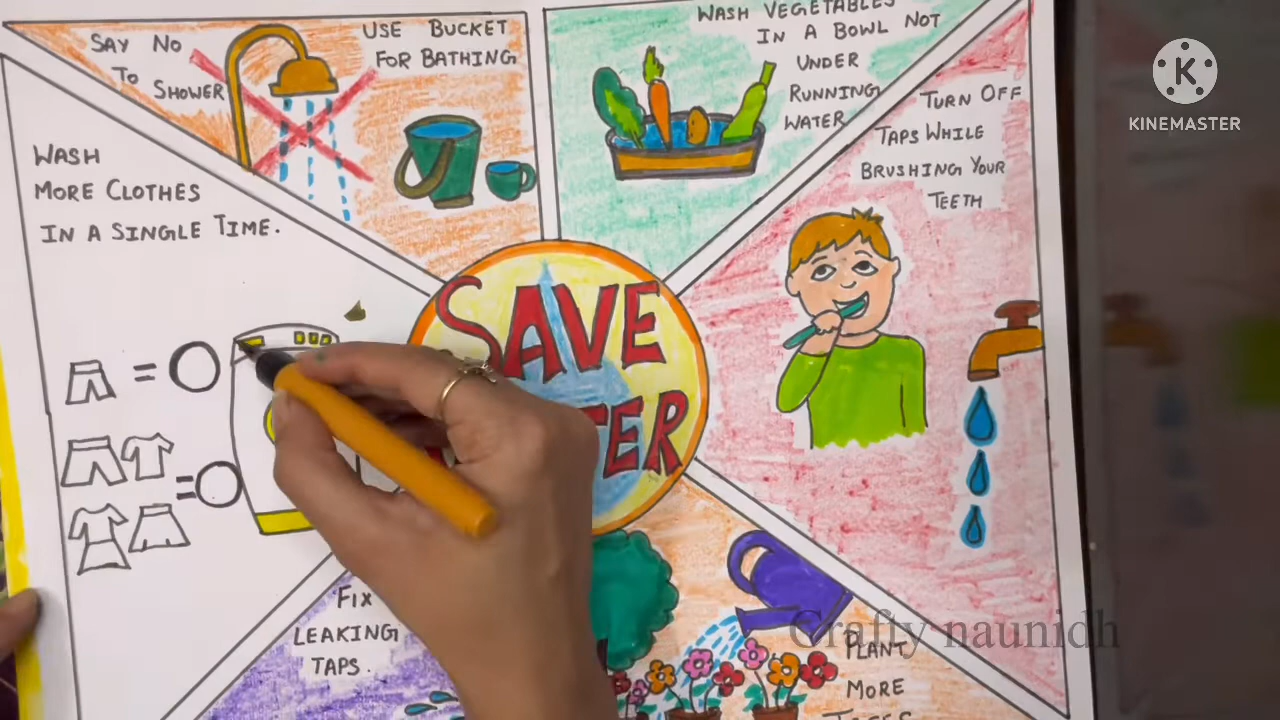 SAY NO
TO
SHOWER
USE BUCKET
FOR BATHING
WASH VEGETABLES
IN A BOWL NOT
UNDER
RUNNING
WATER
TURN OFF
TAPS WHILE
BRUSHING YOUR
TEETH
WASH
MORE CLOTHES
IN A SINGLE TIME.
SAVE
FIX
LEAKING
TAPS.
PLANT
MORE
TREES
KINEMASTER
Crafty naunidh